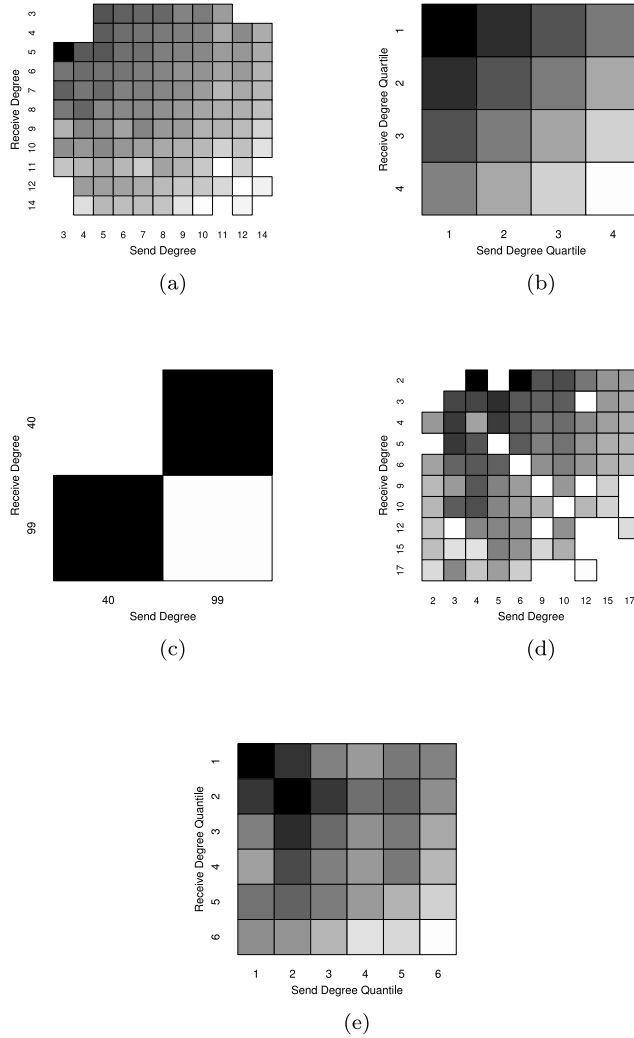 Receive Degree
3
4
5
6
7
8
9
10
11
12
14
3 4 5 6 7 8 9 10 11 12 14
Send Degree
(a)
Receive Degree Quartile
1
2
3
4
1 2 3 4
Send Degree Quartile
(b)
Receive Degree
40
99
40 99
Send Degree
(c)
Receive Degree
2
3
4
5
6
9
10
12
15
17
2 3 4 5 6 9 10 12 15 17
Send Degree
(d)
Receive Degree Quantile
1
2
3
4
5
6
1 2 3 4 5 6
Send Degree Quantile
(e)